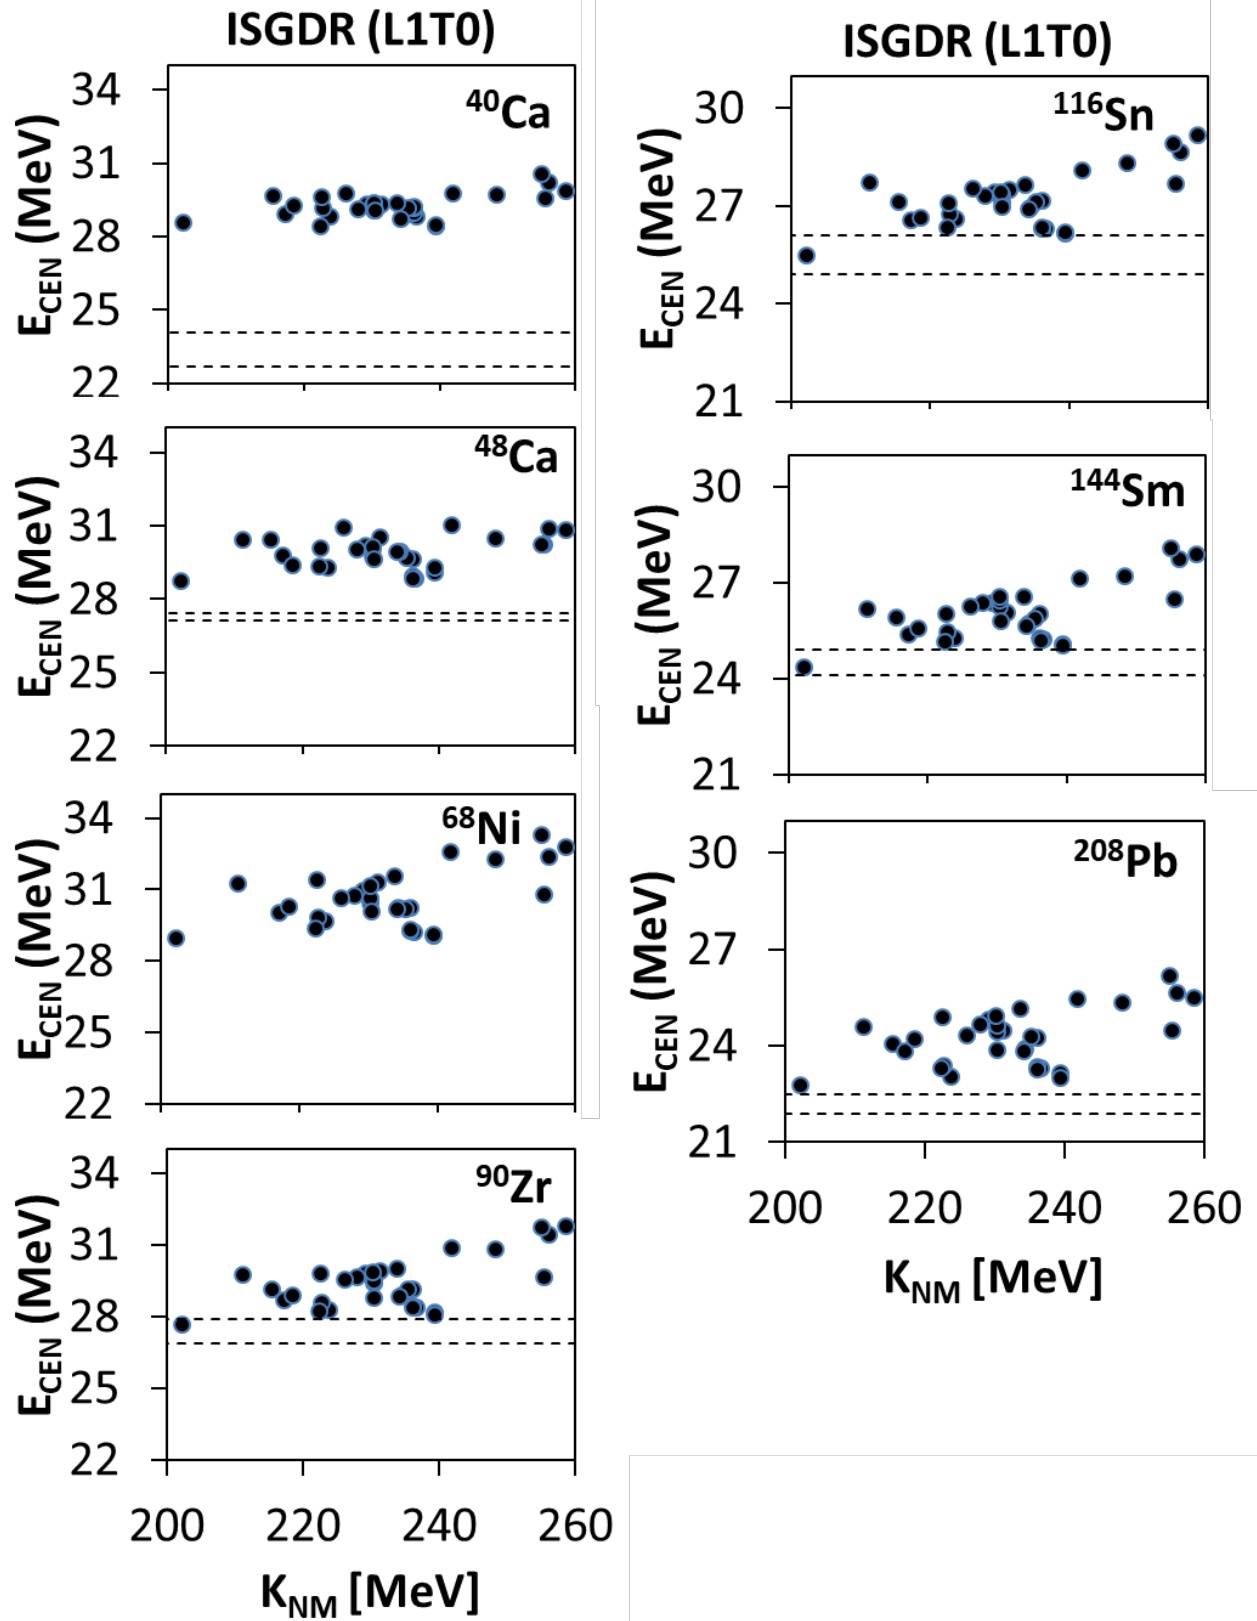 ISGDR (L1T0)
⁴⁰Ca
E_CEN (MeV)
34
31
28
25
22
⁴⁸Ca
E_CEN (MeV)
34
31
28
25
22
⁶⁸Ni
E_CEN (MeV)
34
31
28
25
22
⁹⁰Zr
E_CEN (MeV)
34
31
28
25
22
200 220 240 260
K_NM [MeV]
ISGDR (L1T0)
¹¹⁶Sn
E_CEN (MeV)
30
27
24
21
¹⁴⁴Sm
E_CEN (MeV)
30
27
24
21
²⁰⁸Pb
E_CEN (MeV)
30
27
24
21
200 220 240 260
K_NM [MeV]